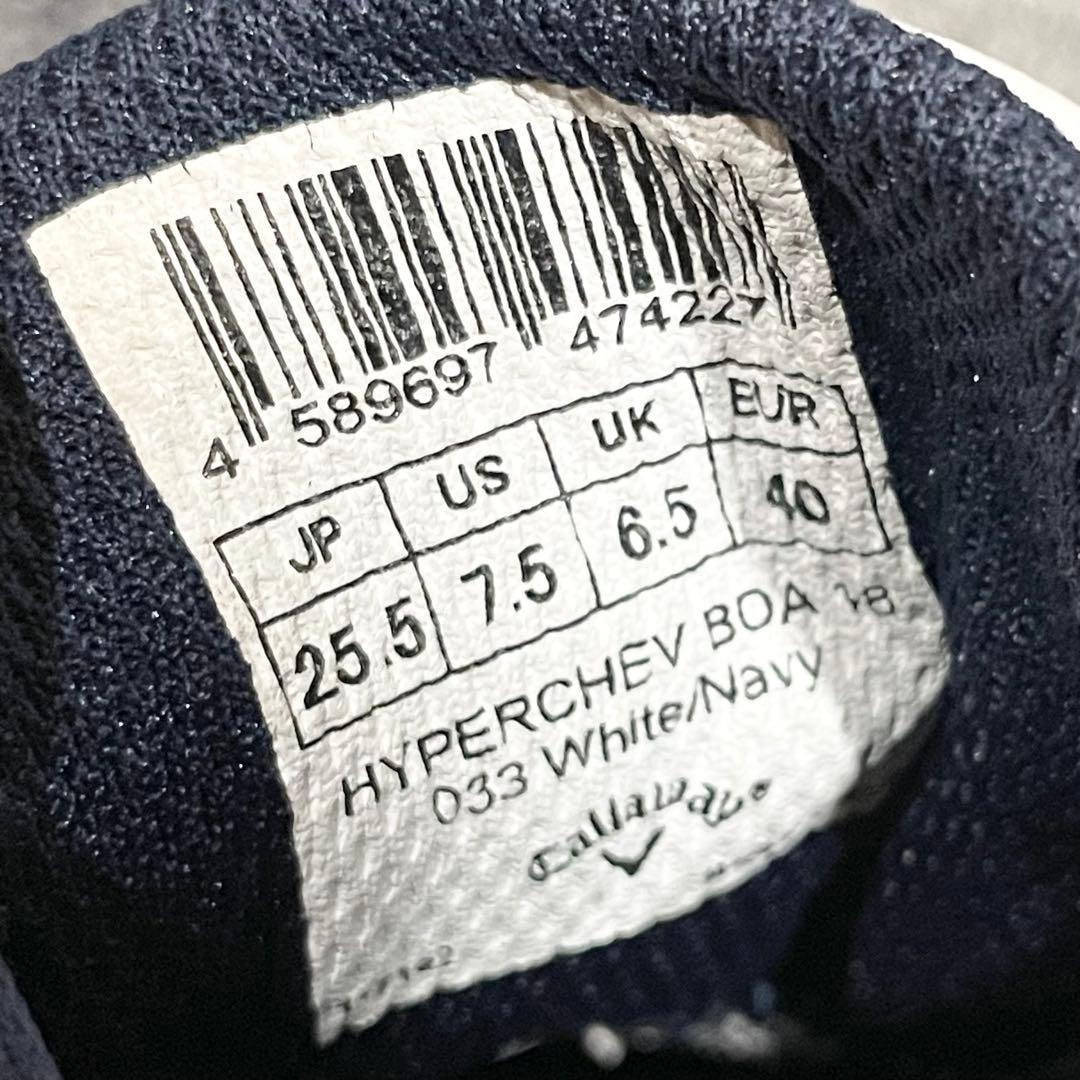 4 589697 474227
JP US UK EUR
25.5 7.5 6.5 40
HYPERCHEV BOA 18
033 White/Navy
Callaway